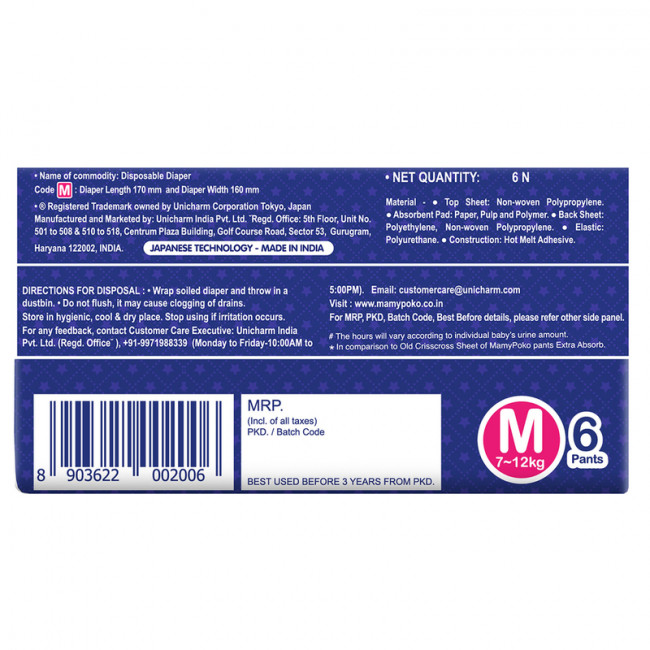 • Name of commodity: Disposable Diaper
Code M : Diaper Length 170 mm and Diaper Width 160 mm
• ® Registered Trademark owned by Unicharm Corporation Tokyo, Japan
Manufactured and Marketed by: Unicharm India Pvt. Ltd. ˜Regd. Office: 5th Floor, Unit No.
501 to 508 & 510 to 518, Centrum Plaza Building, Golf Course Road, Sector 53, Gurugram,
Haryana 122002, INDIA. JAPANESE TECHNOLOGY - MADE IN INDIA
• NET QUANTITY: 6 N
Material - ● Top Sheet: Non-woven Polypropylene.
● Absorbent Pad: Paper, Pulp and Polymer. ● Back Sheet:
Polyethylene, Non-woven Polypropylene. ● Elastic:
Polyurethane. ● Construction: Hot Melt Adhesive.
DIRECTIONS FOR DISPOSAL : • Wrap soiled diaper and throw in a
dustbin. • Do not flush, it may cause clogging of drains.
Store in hygienic, cool & dry place. Stop using if irritation occurs.
For any feedback, contact Customer Care Executive: Unicharm India
Pvt. Ltd. (Regd. Office˜ ), +91-9971988339 (Monday to Friday-10:00AM to
5:00PM). Email: customercare@unicharm.com
Visit : www.mamypoko.co.in
For MRP, PKD, Batch Code, Best Before details, please refer other side panel.
# The hours will vary according to individual baby's urine amount.
* In comparison to Old Crisscross Sheet of MamyPoko pants Extra Absorb.
8 903622 002006
MRP.
(Incl. of all taxes)
PKD. / Batch Code
BEST USED BEFORE 3 YEARS FROM PKD.
M
7~12kg
6
Pants